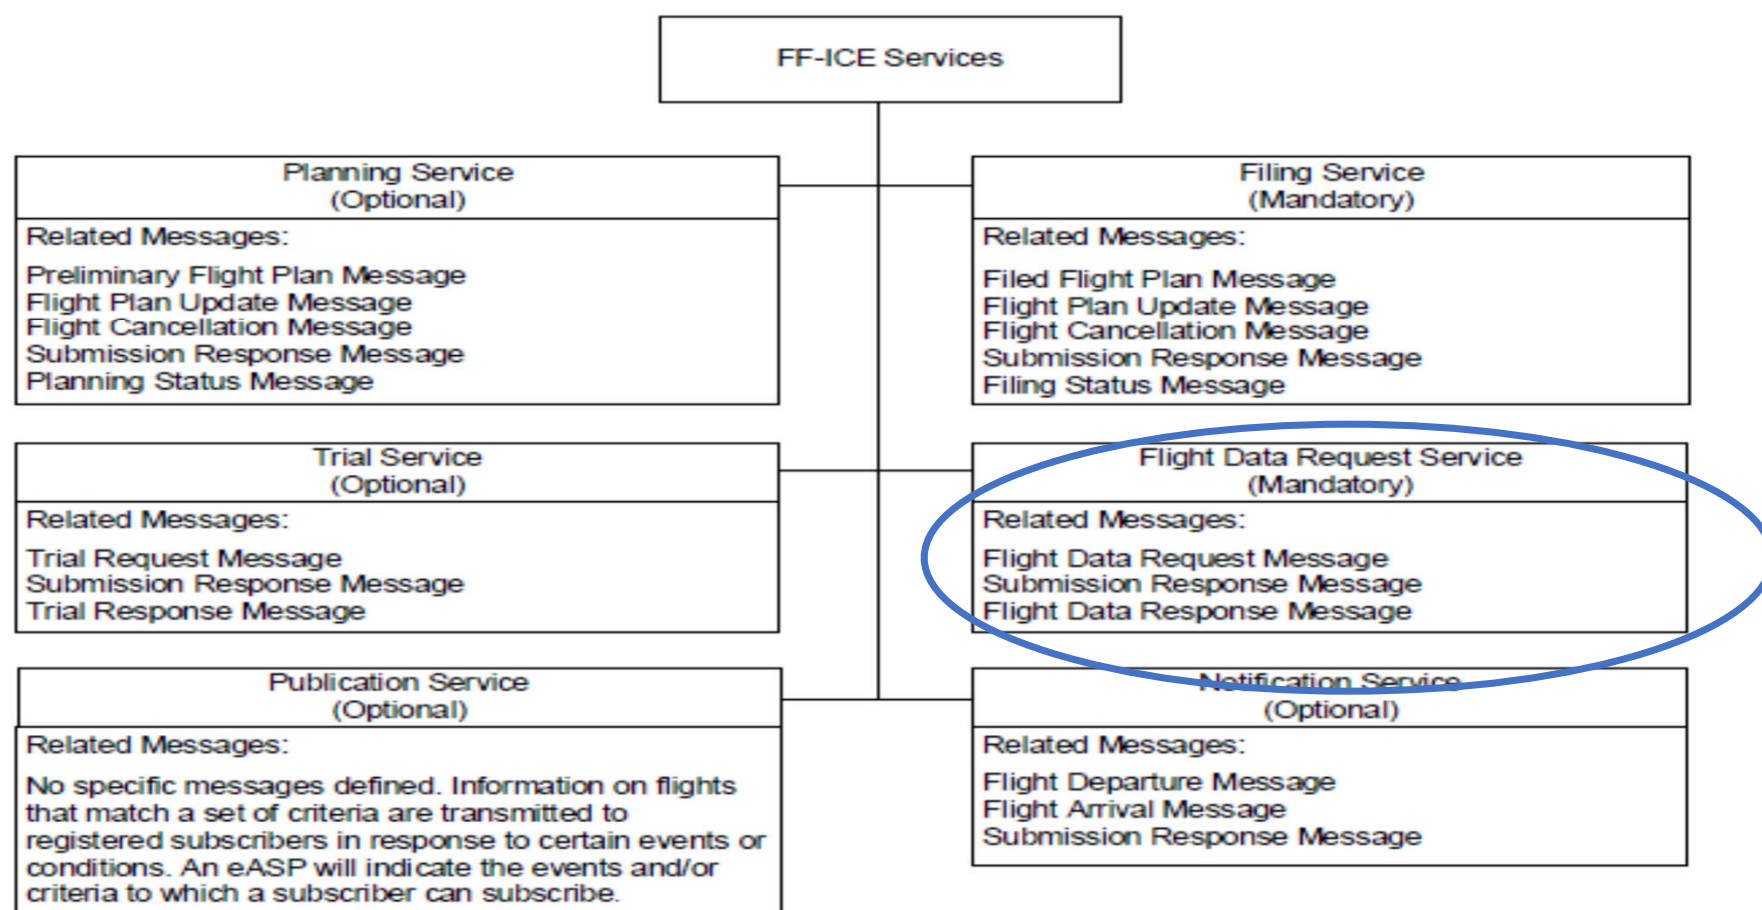 FF-ICE Services
Planning Service
(Optional)
Related Messages:
Preliminary Flight Plan Message
Flight Plan Update Message
Flight Cancellation Message
Submission Response Message
Planning Status Message
Filing Service
(Mandatory)
Related Messages:
Filed Flight Plan Message
Flight Plan Update Message
Flight Cancellation Message
Submission Response Message
Filing Status Message
Trial Service
(Optional)
Related Messages:
Trial Request Message
Submission Response Message
Trial Response Message
Flight Data Request Service
(Mandatory)
Related Messages:
Flight Data Request Message
Submission Response Message
Flight Data Response Message
Publication Service
(Optional)
Related Messages:
No specific messages defined. Information on flights
that match a set of criteria are transmitted to
registered subscribers in response to certain events or
conditions. An eASP will indicate the events and/or
criteria to which a subscriber can subscribe.
Notification Service
(Optional)
Related Messages:
Flight Departure Message
Flight Arrival Message
Submission Response Message